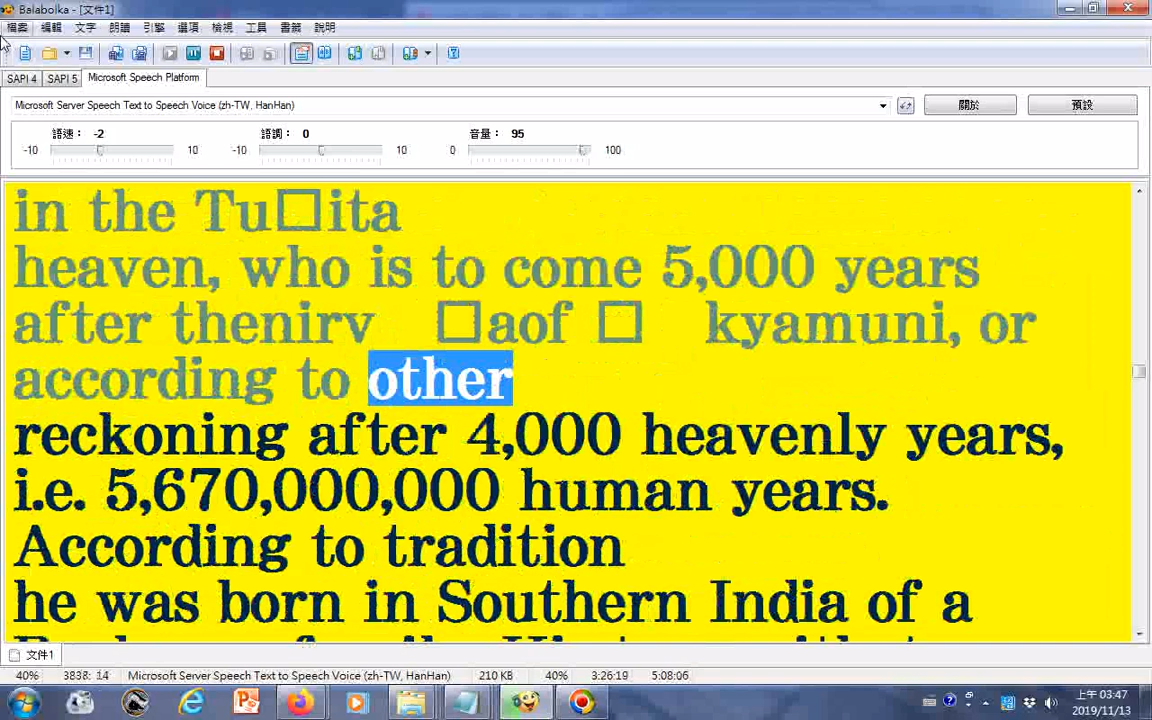 Balabolka - [文件1]
檔案 編輯 文字 朗讀 引擎 選項 檢視 工具 書籤 說明
SAPI 4 SAPI 5 Microsoft Speech Platform
Microsoft Server Speech Text to Speech Voice (zh-TW, HanHan) 關於 預設
語速： -2 語調： 0 音量： 95
-10 10 -10 10 0 100
in the Tu□ita
heaven, who is to come 5,000 years
after thenirv □aof □ kyamuni, or
according to other
reckoning after 4,000 heavenly years,
i.e. 5,670,000,000 human years.
According to tradition
he was born in Southern India of a
文件1
40% 3838: 14 Microsoft Server Speech Text to Speech Voice (zh-TW, HanHan) 210 KB 40% 3:26:19 5:08:06
上午 03:47
2019/11/13